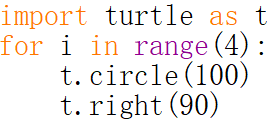 import turtle as t
for i in range(4):
    t.circle(100)
    t.right(90)